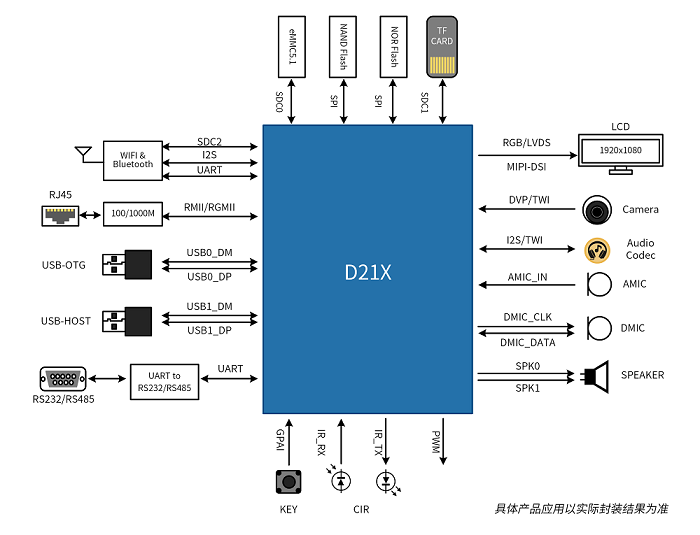 eMMC5.1
NAND Flash
NOR Flash
TF
CARD
SDC0
SPI
SPI
SDC1
WIFI &
Bluetooth
SDC2
I2S
UART
RJ45
100/1000M
RMII/RGMII
USB-OTG
USB0_DM
USB0_DP
USB-HOST
USB1_DM
USB1_DP
RS232/RS485
UART to
RS232/RS485
UART
D21X
RGB/LVDS
MIPI-DSI
LCD
1920x1080
DVP/TWI
Camera
I2S/TWI
Audio
Codec
AMIC_IN
AMIC
DMIC_CLK
DMIC_DATA
DMIC
SPK0
SPK1
SPEAKER
GPAI
IR_RX
IR_TX
PWM
KEY
CIR
具体产品应用以实际封装结果为准